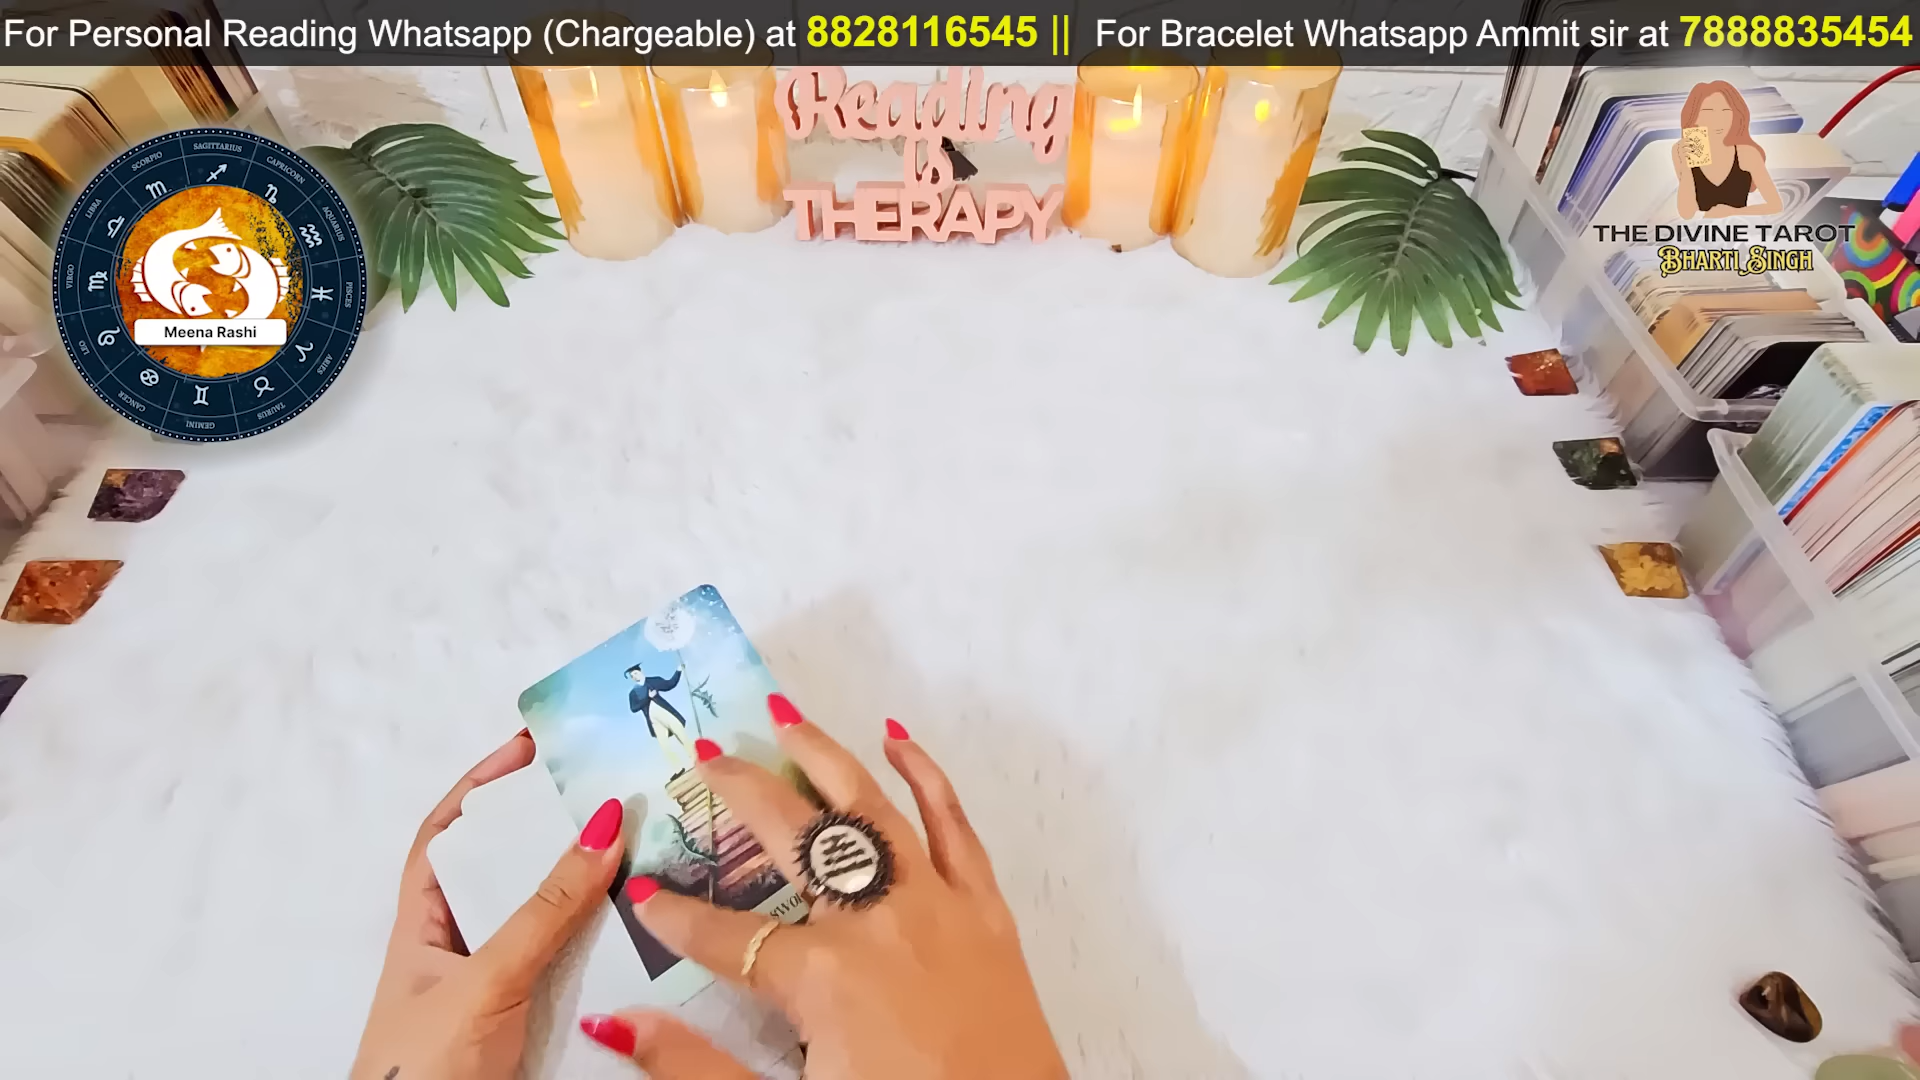 For Personal Reading Whatsapp (Chargeable) at 8828116545 || For Bracelet Whatsapp Ammit sir at 7888835454
Reading
is
THERAPY
SAGITTARIUS
CAPRICORN
AQUARIUS
PISCES
ARIES
TAURUS
GEMINI
CANCER
LEO
VIRGO
LIBRA
SCORPIO
Meena Rashi
THE DIVINE TAROT
BHARTI SINGH